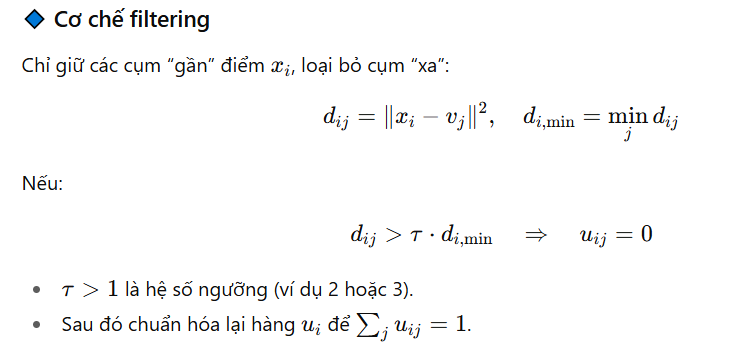 🔷 Cơ chế filtering
Chỉ giữ các cụm “gần” điểm $x_i$, loại bỏ cụm “xa”:
$d_{ij} = \|x_i - v_j\|^2, \quad d_{i,\min} = \min_j d_{ij}$
Nếu:
$d_{ij} > \tau \cdot d_{i,\min} \quad \Rightarrow \quad u_{ij} = 0$
• $\tau > 1$ là hệ số ngưỡng (ví dụ 2 hoặc 3).
• Sau đó chuẩn hóa lại hàng $u_i$ để $\sum_j u_{ij} = 1$.